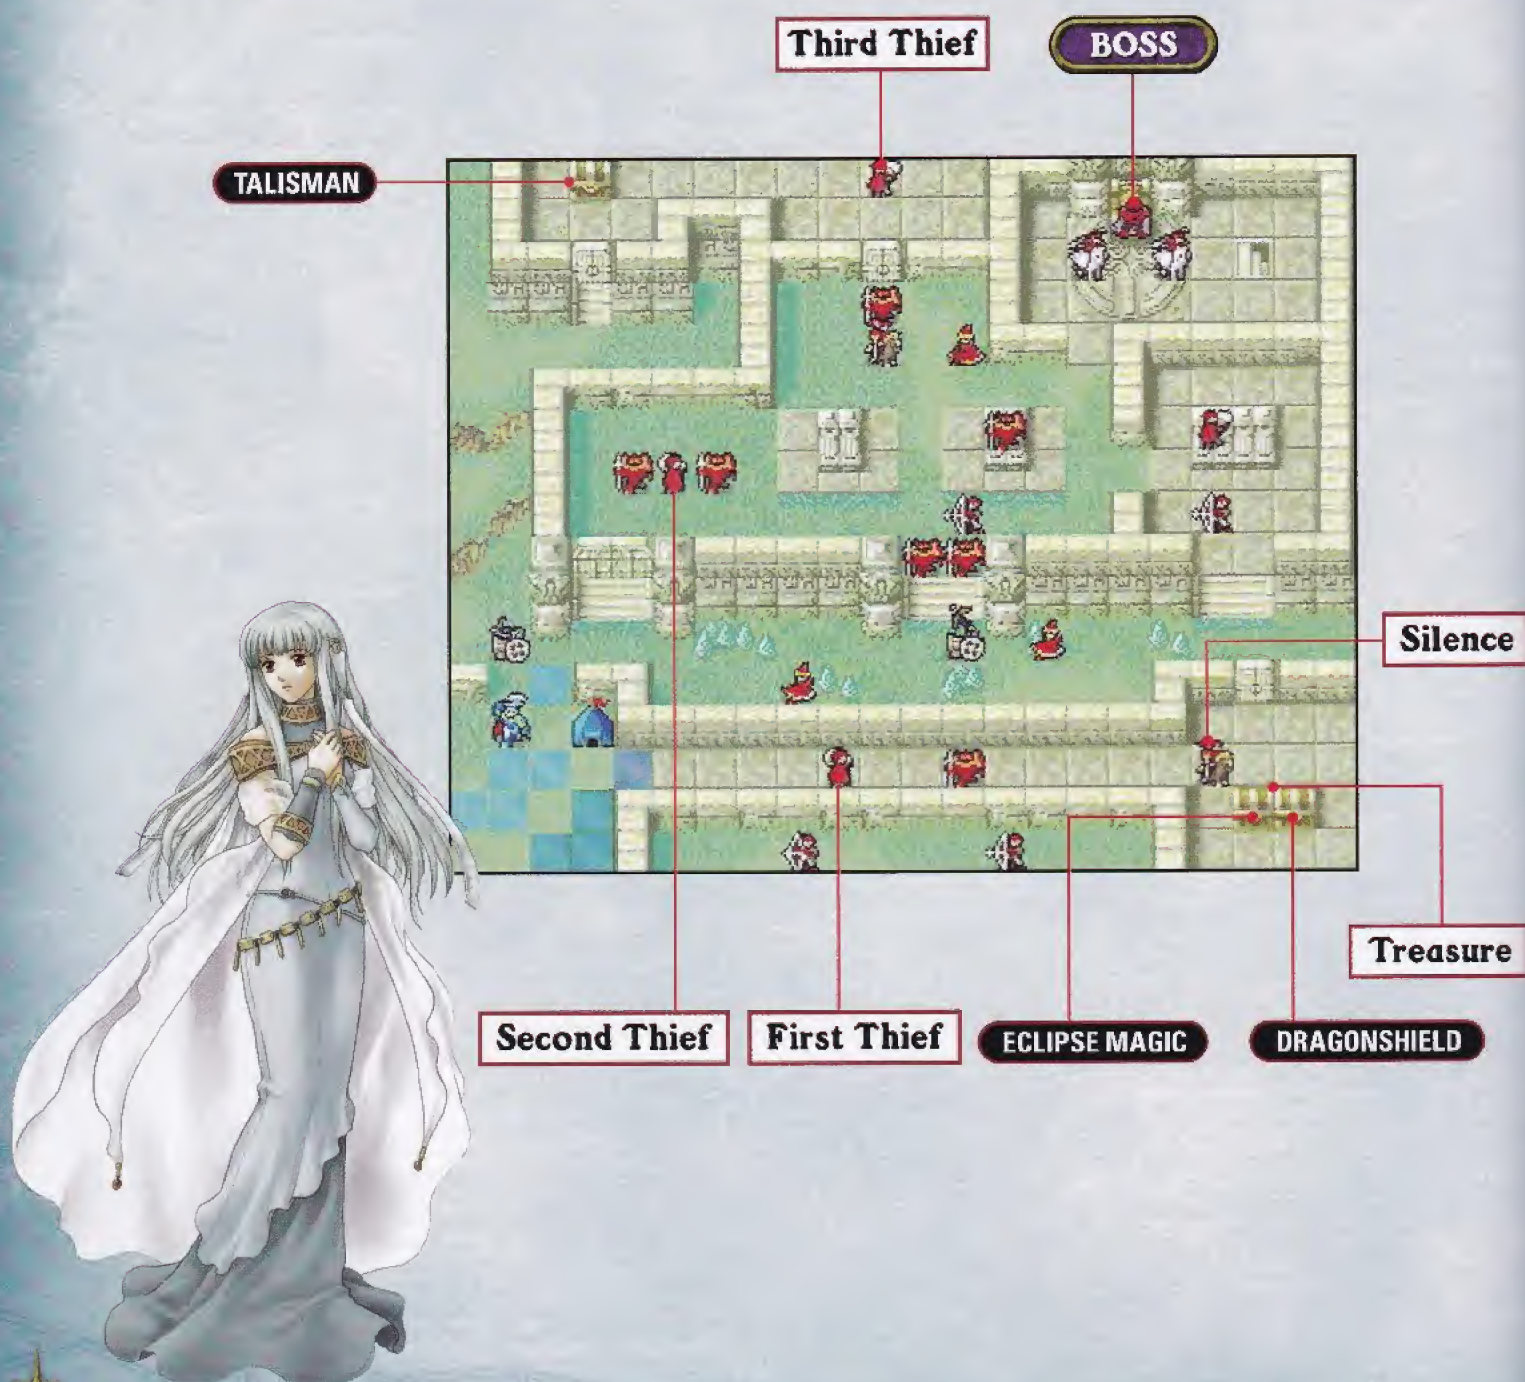 Third Thief
BOSS
TALISMAN
Silence
Treasure
Second Thief
First Thief
ECLIPSE MAGIC
DRAGONSHIELD